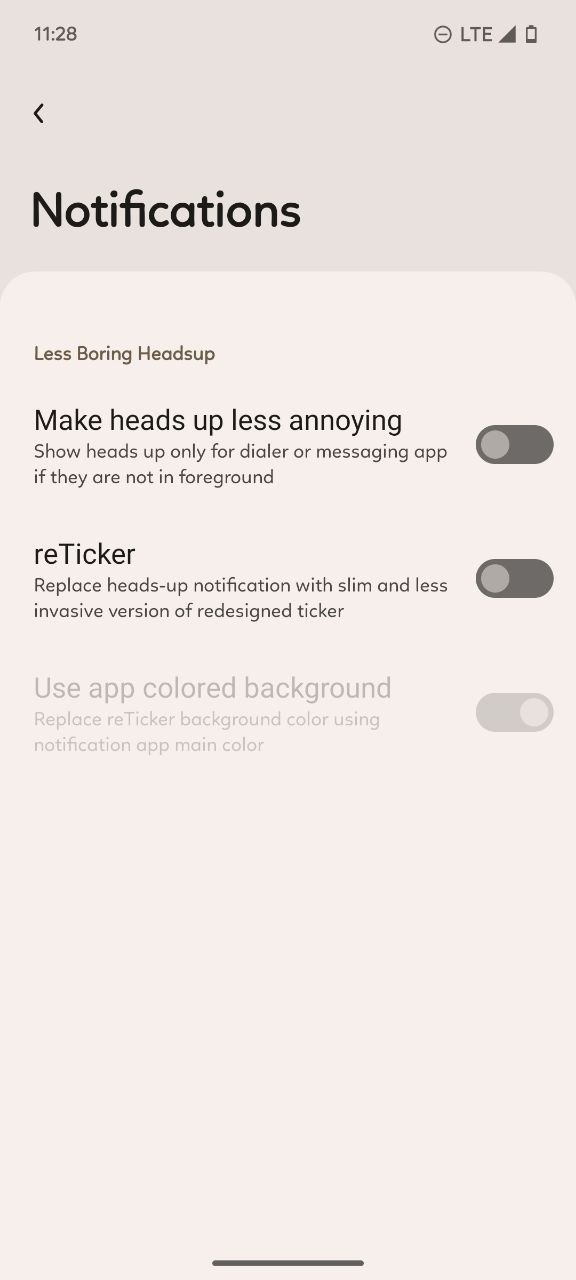 11:28
LTE
Notifications
Less Boring Headsup
Make heads up less annoying
Show heads up only for dialer or messaging app
if they are not in foreground
reTicker
Replace heads-up notification with slim and less
invasive version of redesigned ticker
Use app colored background
Replace reTicker background color using
notification app main color